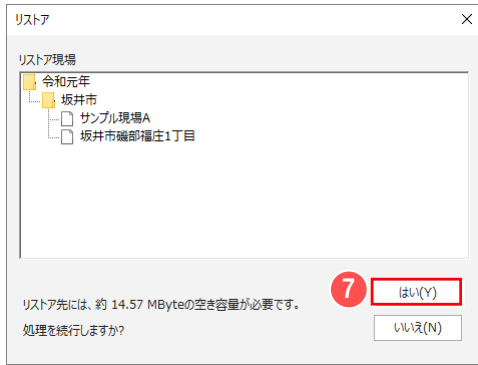 リストア
リストア現場
令和元年
坂井市
サンプル現場A
坂井市磯部福庄1丁目
7
はい(Y)
リストア先には、約 14.57 MByteの空き容量が必要です。
処理を続行しますか?
いいえ(N)